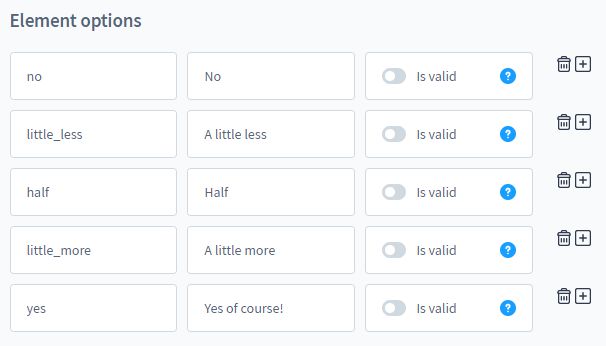 Element options
no No Is valid ?
little_less A little less Is valid ?
half Half Is valid ?
little_more A little more Is valid ?
yes Yes of course! Is valid ?